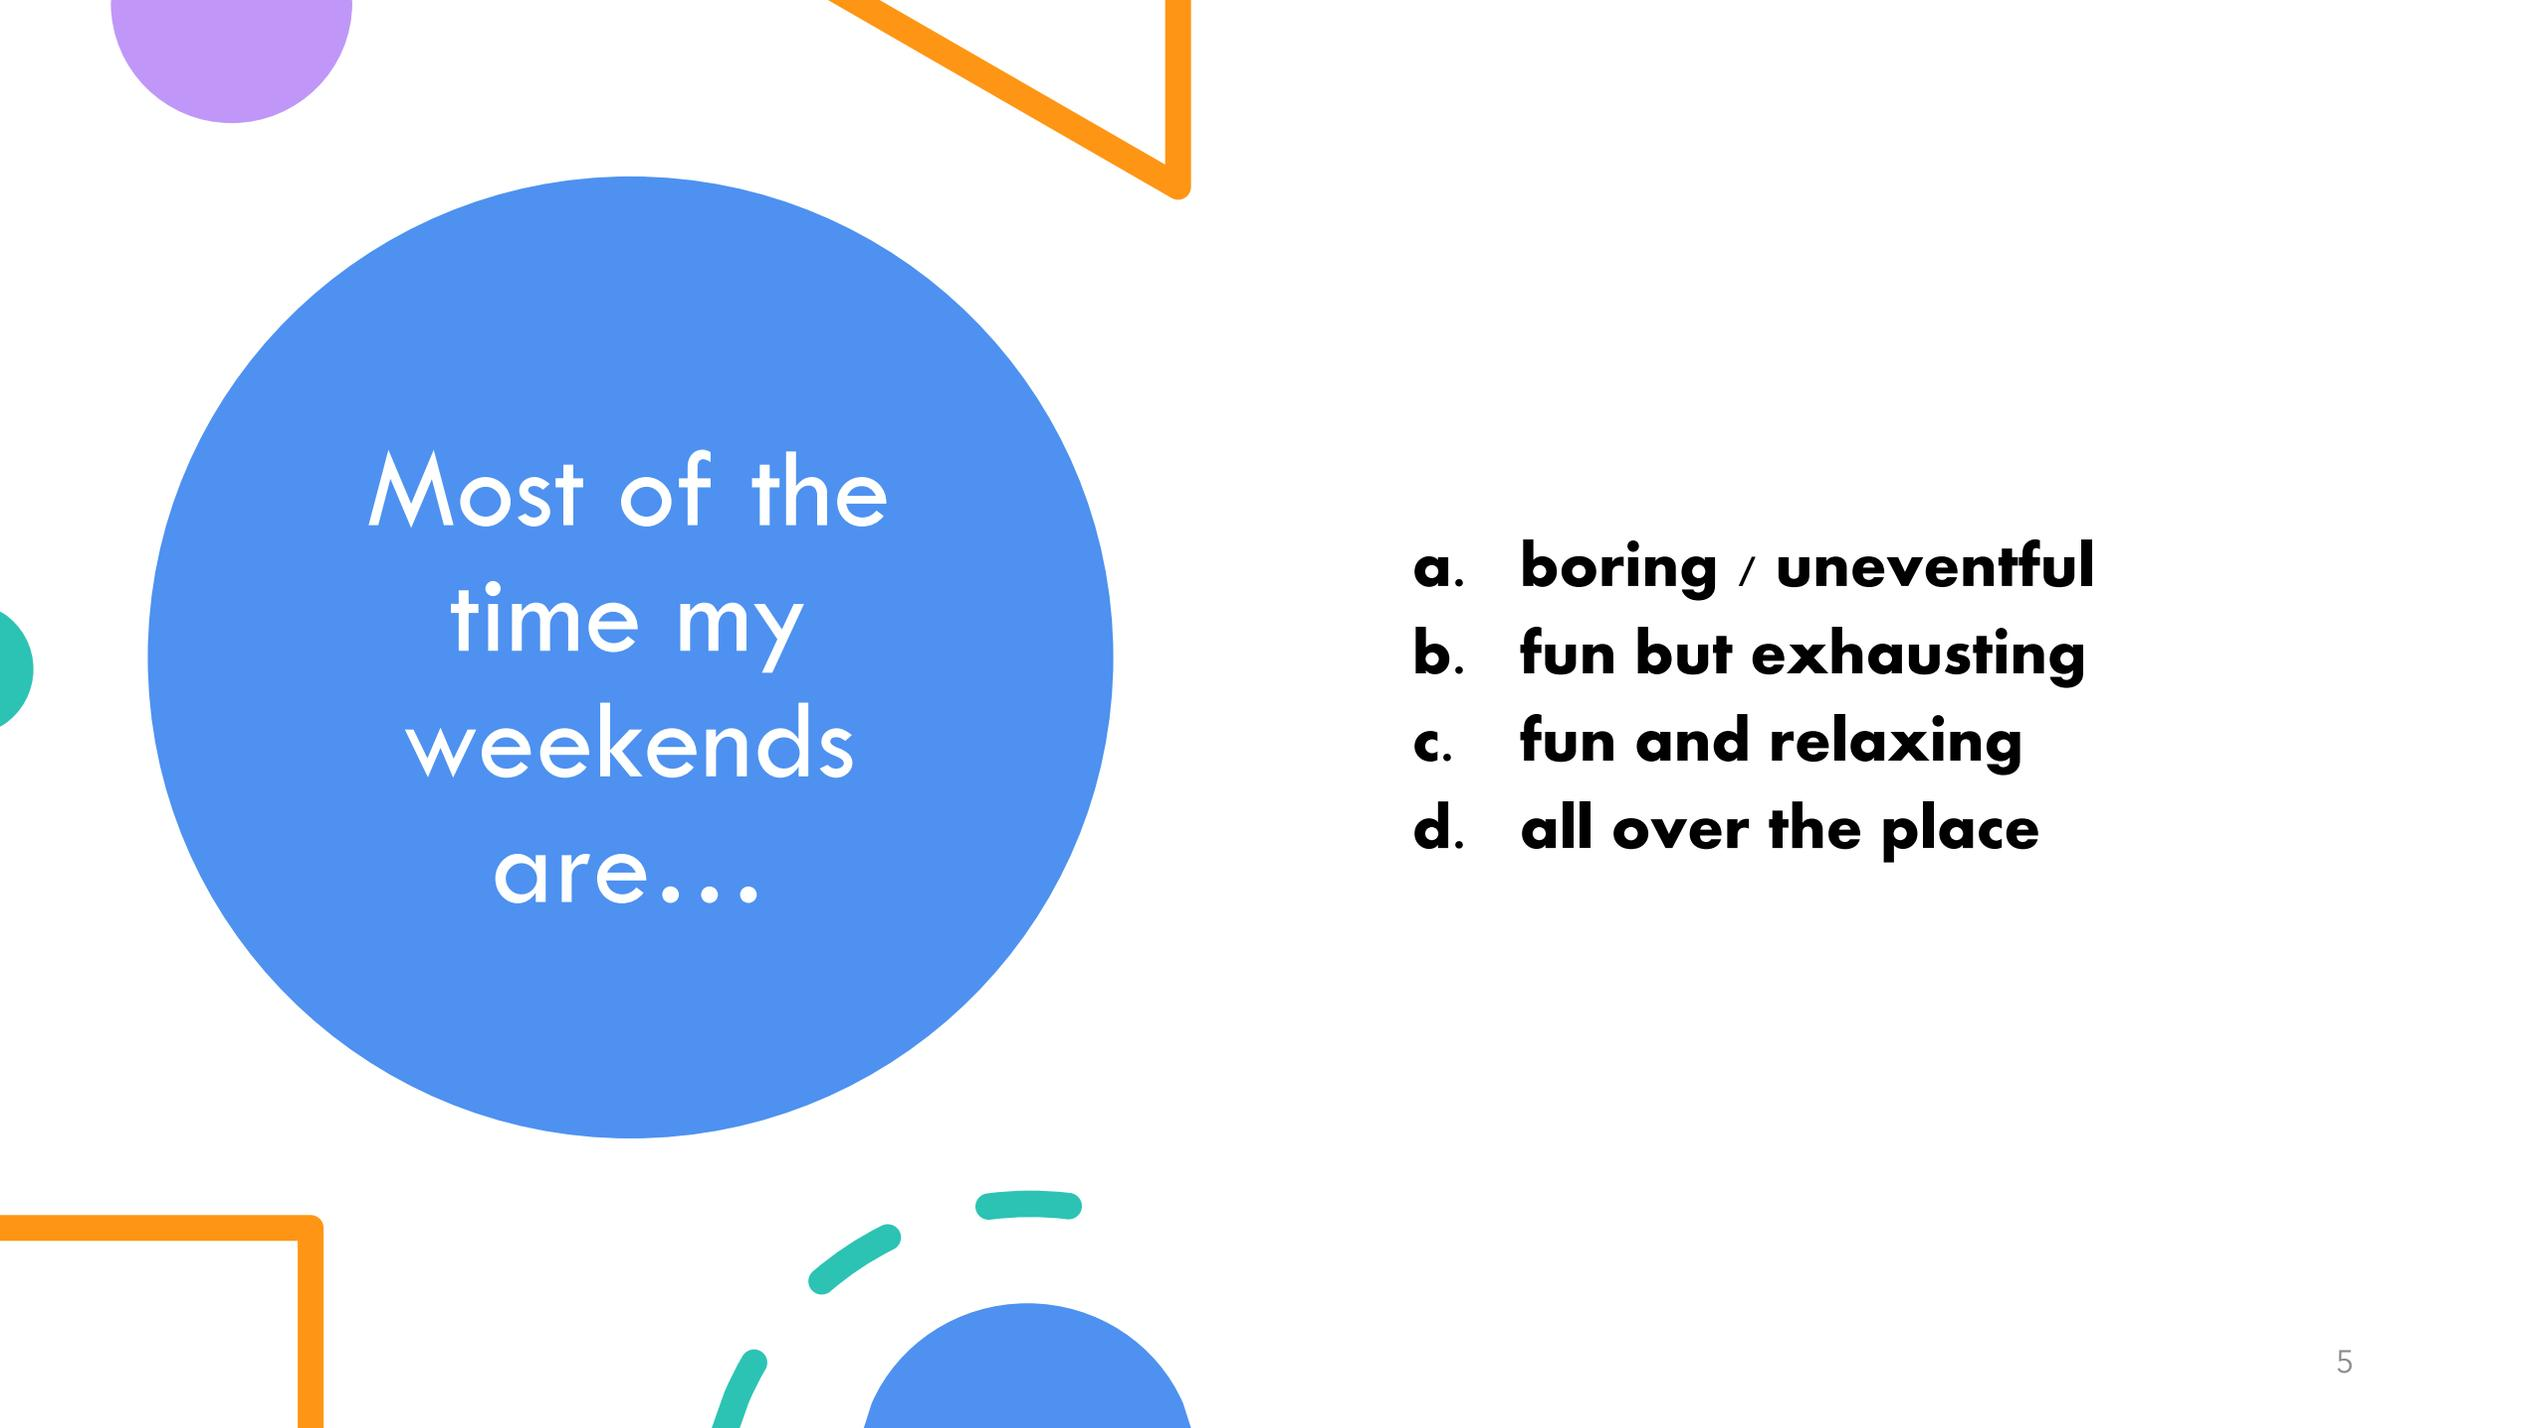 Most of the
time my
weekends
are...
a. boring / uneventful
b. fun but exhausting
c. fun and relaxing
d. all over the place
5